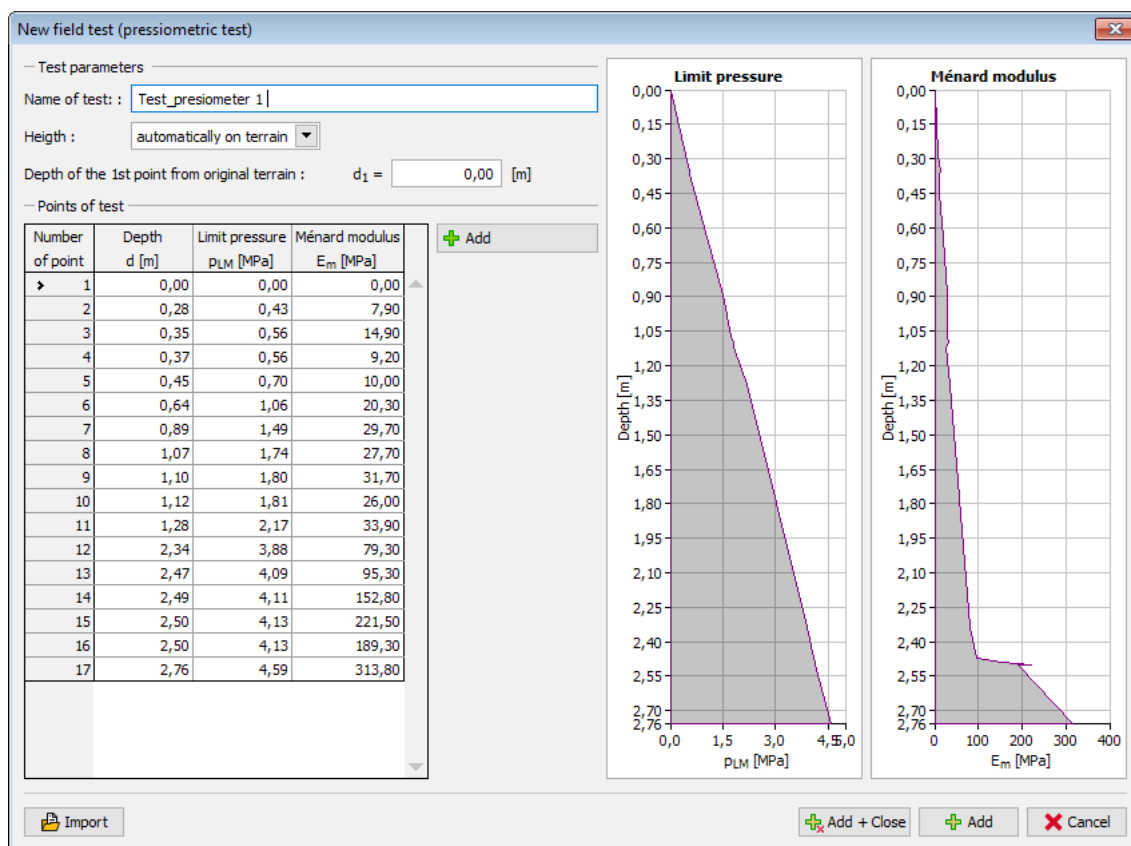 New field test (pressiometric test)
Test parameters
Name of test: : Test_presiometer 1
Heigth : automatically on terrain
Depth of the 1st point from original terrain : d1 = 0,00 [m]
Points of test
Number of point Depth d [m] Limit pressure pLM [MPa] Ménard modulus Em [MPa]
1 0,00 0,00 0,00
2 0,28 0,43 7,90
3 0,35 0,56 14,90
4 0,37 0,56 9,20
5 0,45 0,70 10,00
6 0,64 1,06 20,30
7 0,89 1,49 29,70
8 1,07 1,74 27,70
9 1,10 1,80 31,70
10 1,12 1,81 26,00
11 1,28 2,17 33,90
12 2,34 3,88 79,30
13 2,47 4,09 95,30
14 2,49 4,11 152,80
15 2,50 4,13 221,50
16 2,50 4,13 189,30
17 2,76 4,59 313,80
Add
Limit pressure
0,00
0,15
0,30
0,45
0,60
0,75
0,90
1,05
1,20
1,35
1,50
1,65
1,80
1,95
2,10
2,25
2,40
2,55
2,70
2,76
Depth [m]
0,0 1,5 3,0 4,5 5,0
pLM [MPa]
Ménard modulus
0,00
0,15
0,30
0,45
0,60
0,75
0,90
1,05
1,20
1,35
1,50
1,65
1,80
1,95
2,10
2,25
2,40
2,55
2,70
2,76
Depth [m]
0 100 200 300 400
Em [MPa]
Import
Add + Close
Add
Cancel